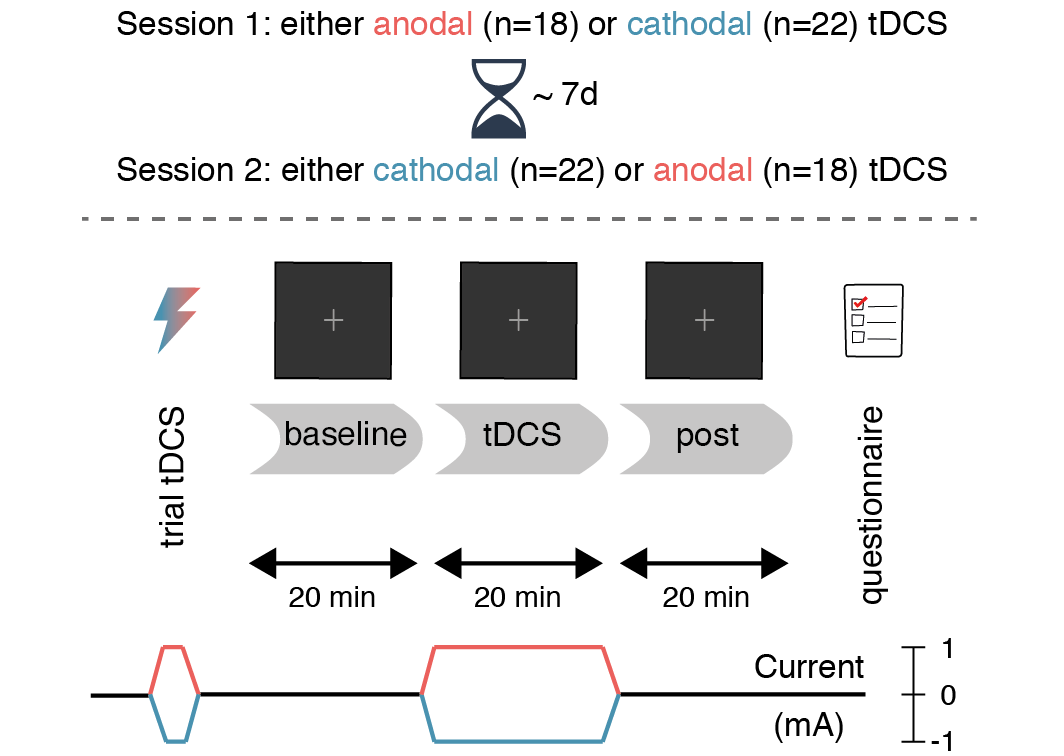 Session 1: either anodal (n=18) or cathodal (n=22) tDCS
~ 7d
Session 2: either cathodal (n=22) or anodal (n=18) tDCS
trial tDCS
baseline
tDCS
post
questionnaire
20 min
20 min
20 min
Current
(mA)
1
0
-1